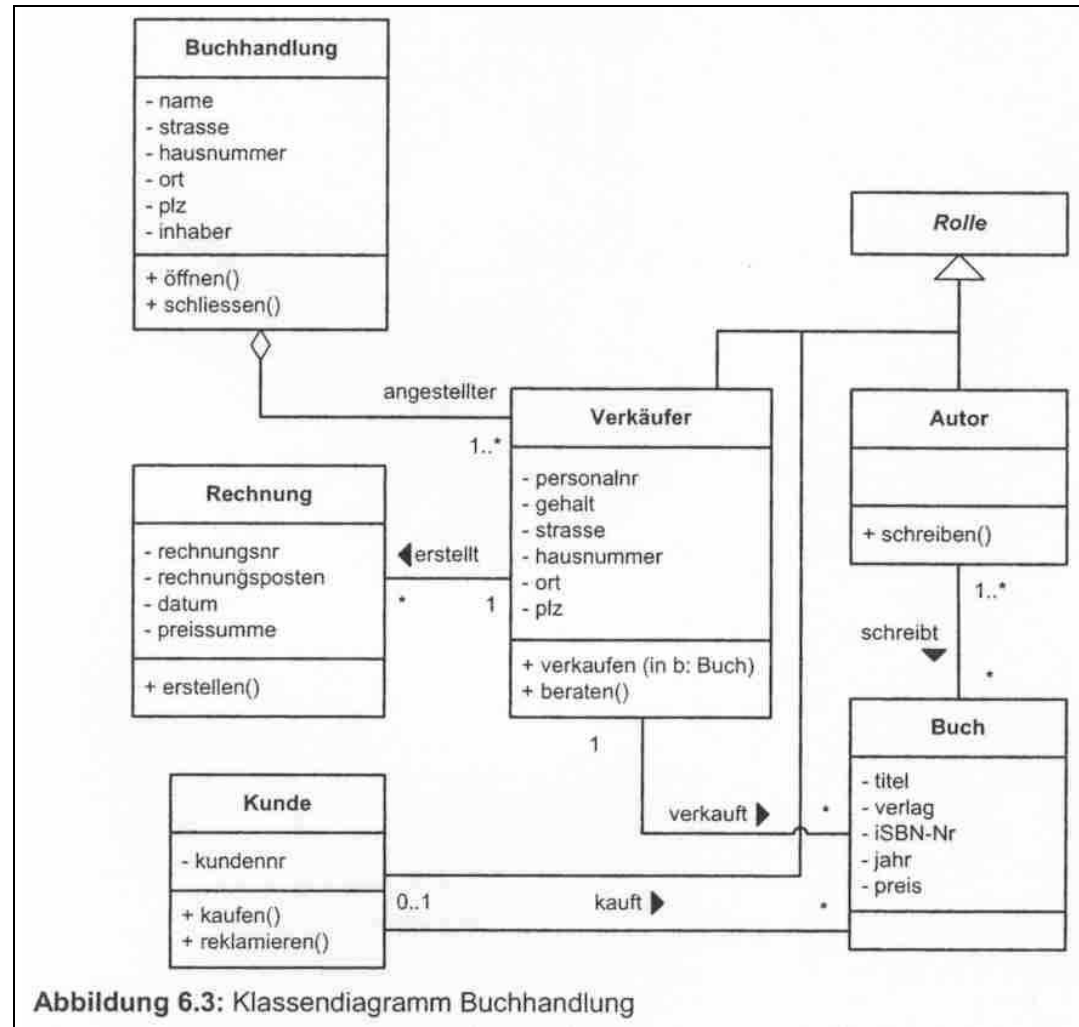 Buchhandlung
- name
- strasse
- hausnummer
- ort
- plz
- inhaber
+ öffnen()
+ schliessen()
Rolle
angestellter
1..*
Verkäufer
- personalnr
- gehalt
- strasse
- hausnummer
- ort
- plz
+ verkaufen (in b: Buch)
+ beraten()
Autor
+ schreiben()
Rechnung
- rechnungsnr
- rechnungsposten
- datum
- preissumme
+ erstellen()
erstellt
*
1
1..*
schreibt
*
Buch
- titel
- verlag
- iSBN-Nr
- jahr
- preis
1
verkauft
*
Kunde
- kundennr
+ kaufen()
+ reklamieren()
0..1
kauft
*
Abbildung 6.3: Klassendiagramm Buchhandlung